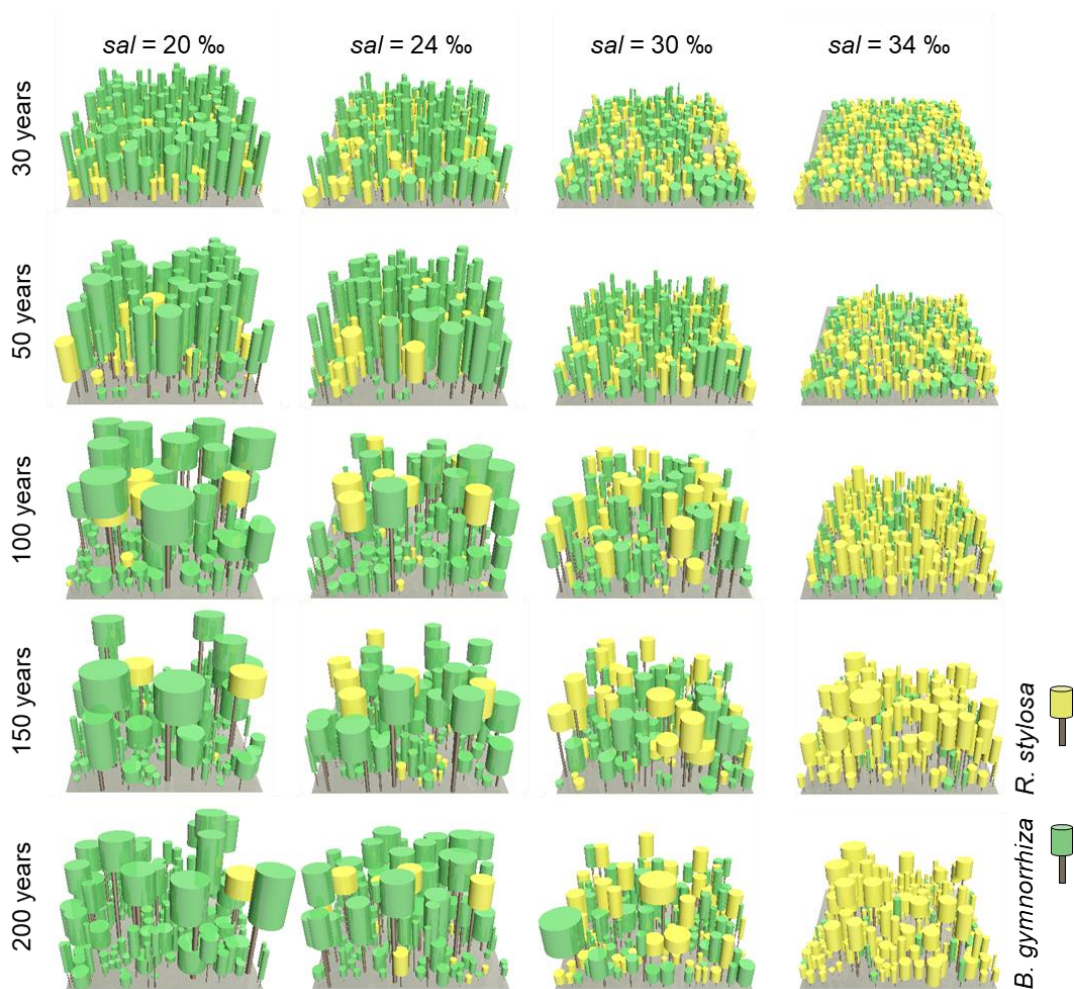 sal = 20 ‰
sal = 24 ‰
sal = 30 ‰
sal = 34 ‰
30 years
50 years
100 years
150 years
200 years
R. stylosa
B. gymnorrhiza